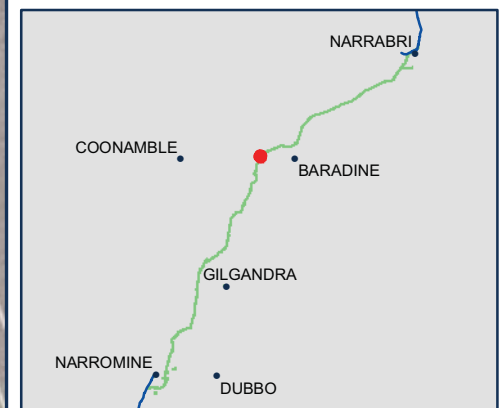 NARRABRI
COONAMBLE
BARADINE
GILGANDRA
NARROMINE
DUBBO